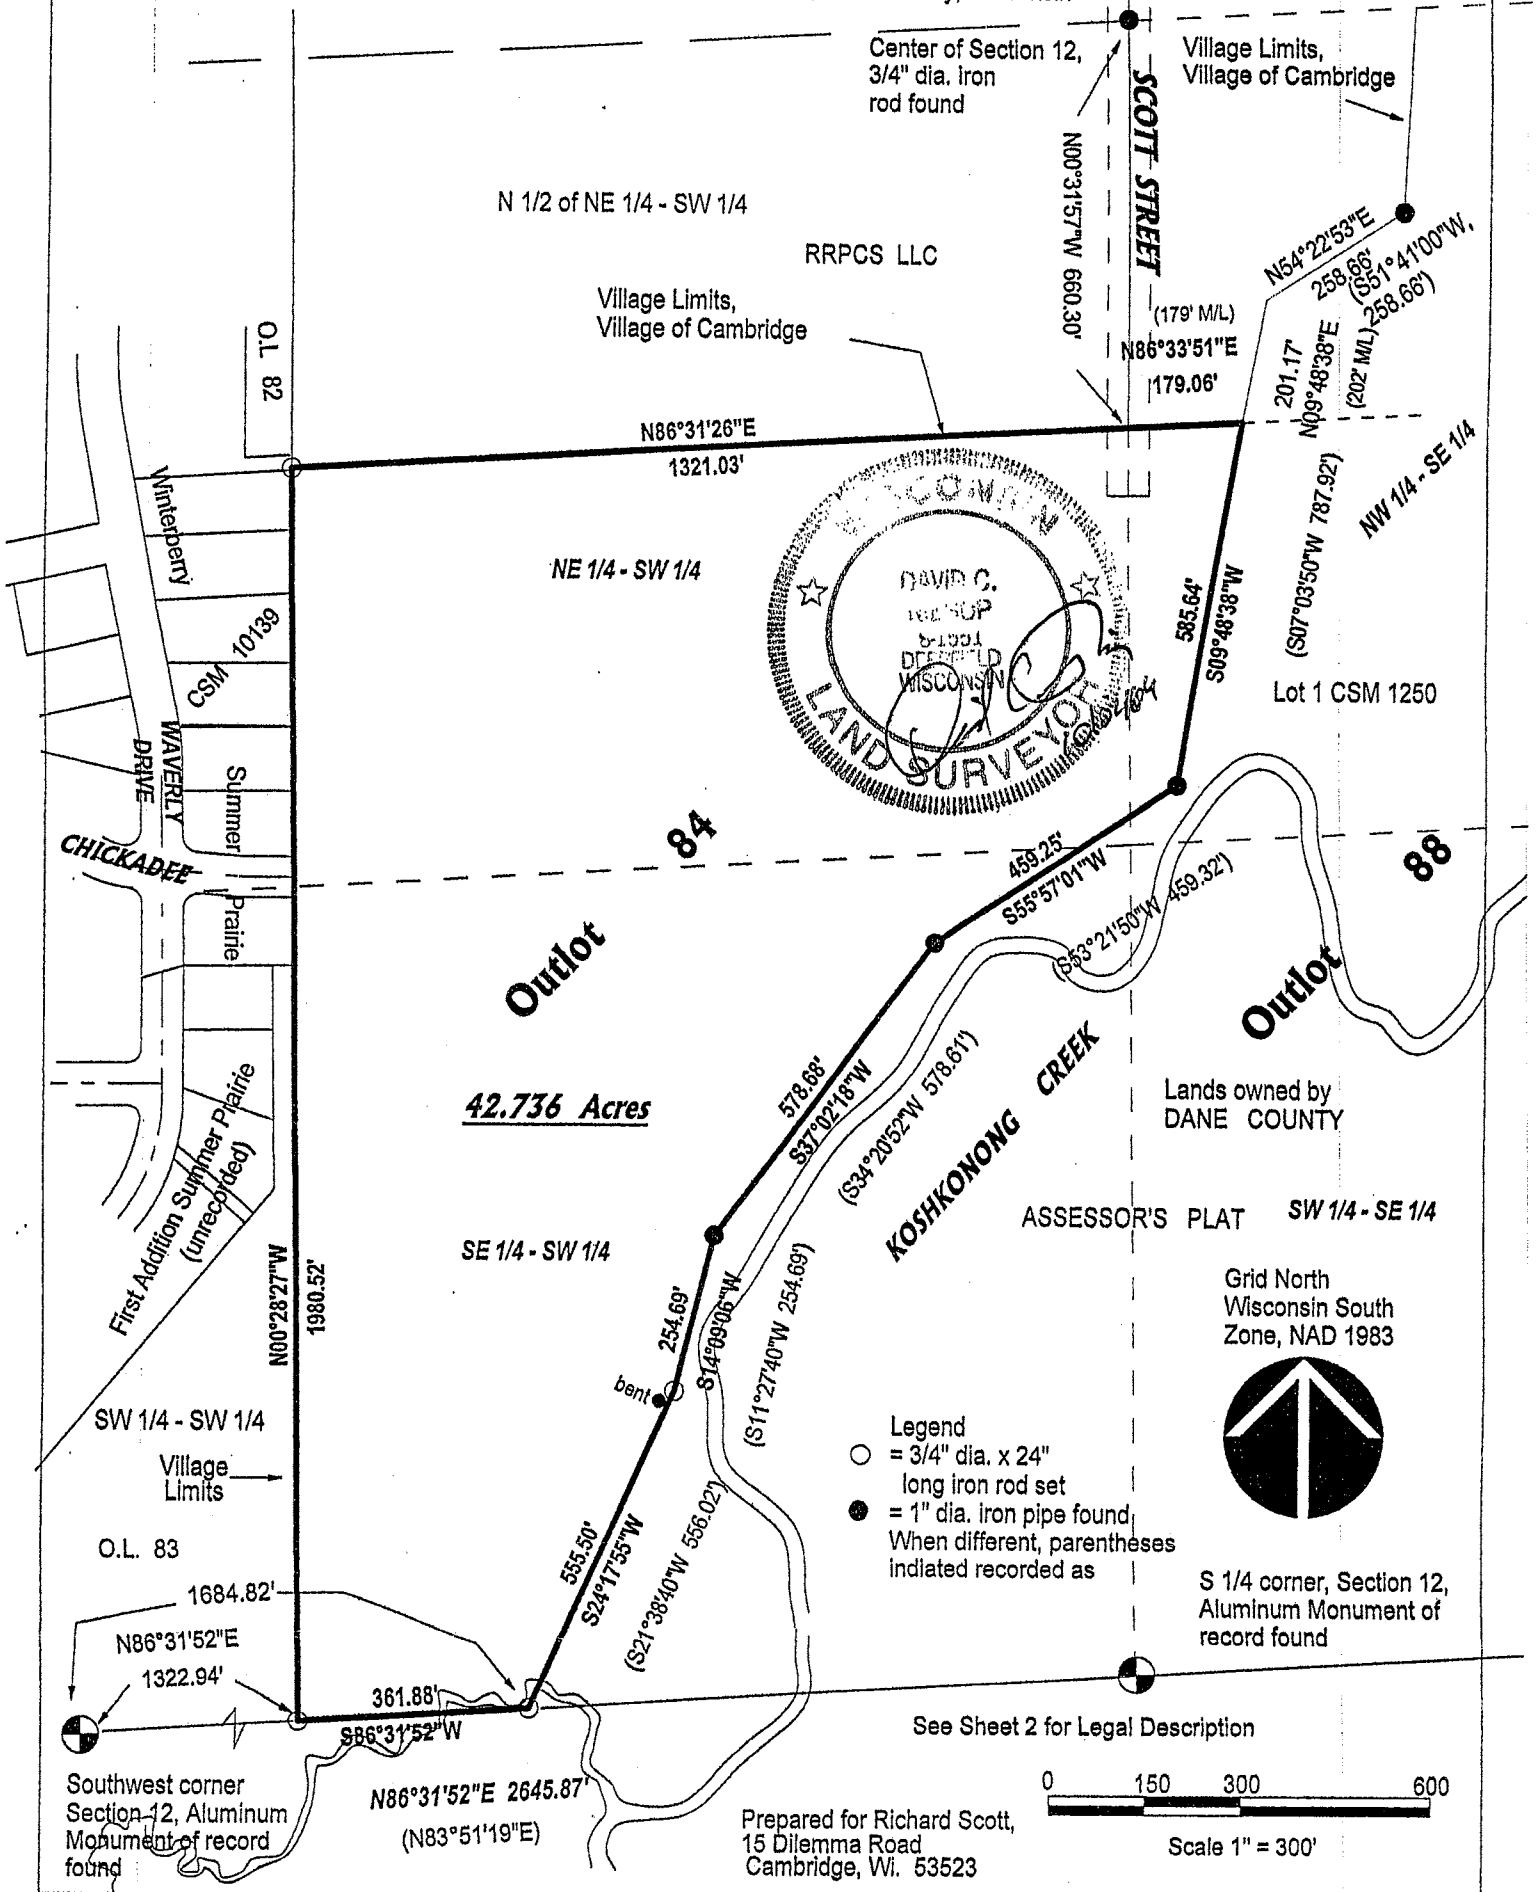 Center of Section 12,
3/4" dia. iron
rod found
Village Limits,
Village of Cambridge
SCOTT STREET
N00°31'57"W 660.30'
N 1/2 of NE 1/4 - SW 1/4
RRPCS LLC
Village Limits,
Village of Cambridge
N54°22'53"E
258.66'
(S51°41'00"W,
258.66')
(179' M/L)
N86°33'51"E
179.06'
201.17'
N09°48'38"E
(202' M/L)
O.L 82
N86°31'26"E
1321.03'
NW 1/4 - SE 1/4
(S07°03'50"W 787.92')
Winterberry
NE 1/4 - SW 1/4
WISCONSIN
DAVID C.
DEERFIELD
WISCONSIN
LAND SURVEYOR
585.64'
S09°48'38"W
CSM 10139
Lot 1 CSM 1250
WAVERLY
DRIVE
Summer
Prairie
CHICKADEE
84
Outlot
88
Outlot
459.25'
S55°57'01"W
(S53°21'50"W 459.32')
578.68'
S37°02'18"W
(S34°20'52"W 578.61')
KOSHKONONG CREEK
42.736 Acres
Lands owned by
DANE COUNTY
First Addition Summer Prairie
(unrecorded)
ASSESSOR'S PLAT
SW 1/4 - SE 1/4
SE 1/4 - SW 1/4
N00°28'27"W
1980.52'
254.69'
S14°09'06"W
(S11°27'40"W 254.69')
Grid North
Wisconsin South
Zone, NAD 1983
bent
SW 1/4 - SW 1/4
Village
Limits
Legend
= 3/4" dia. x 24"
long iron rod set
= 1" dia. iron pipe found
When different, parentheses
indiated recorded as
O.L. 83
555.50'
S24°17'55"W
(S21°38'40"W 556.02')
1684.82'
N86°31'52"E
1322.94'
S 1/4 corner, Section 12,
Aluminum Monument of
record found
361.88'
S86°31'52"W
See Sheet 2 for Legal Description
Southwest corner
Section 12, Aluminum
Monument of record
found
N86°31'52"E 2645.87'
(N83°51'19"E)
Prepared for Richard Scott,
15 Dilemma Road
Cambridge, Wi. 53523
0 150 300 600
Scale 1" = 300'